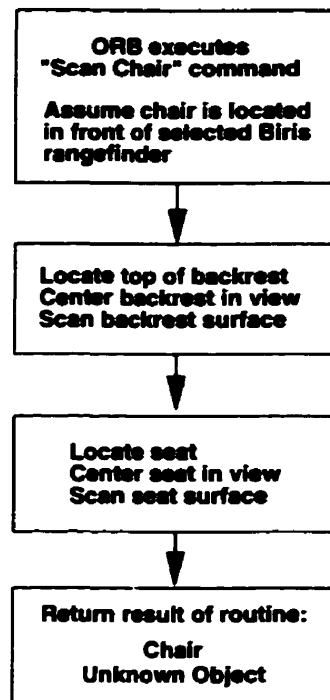 ORB executes
"Scan Chair" command
Assume chair is located
in front of selected Biris
rangefinder
Locate top of backrest
Center backrest in view
Scan backrest surface
Locate seat
Center seat in view
Scan seat surface
Return result of routine:
Chair
Unknown Object